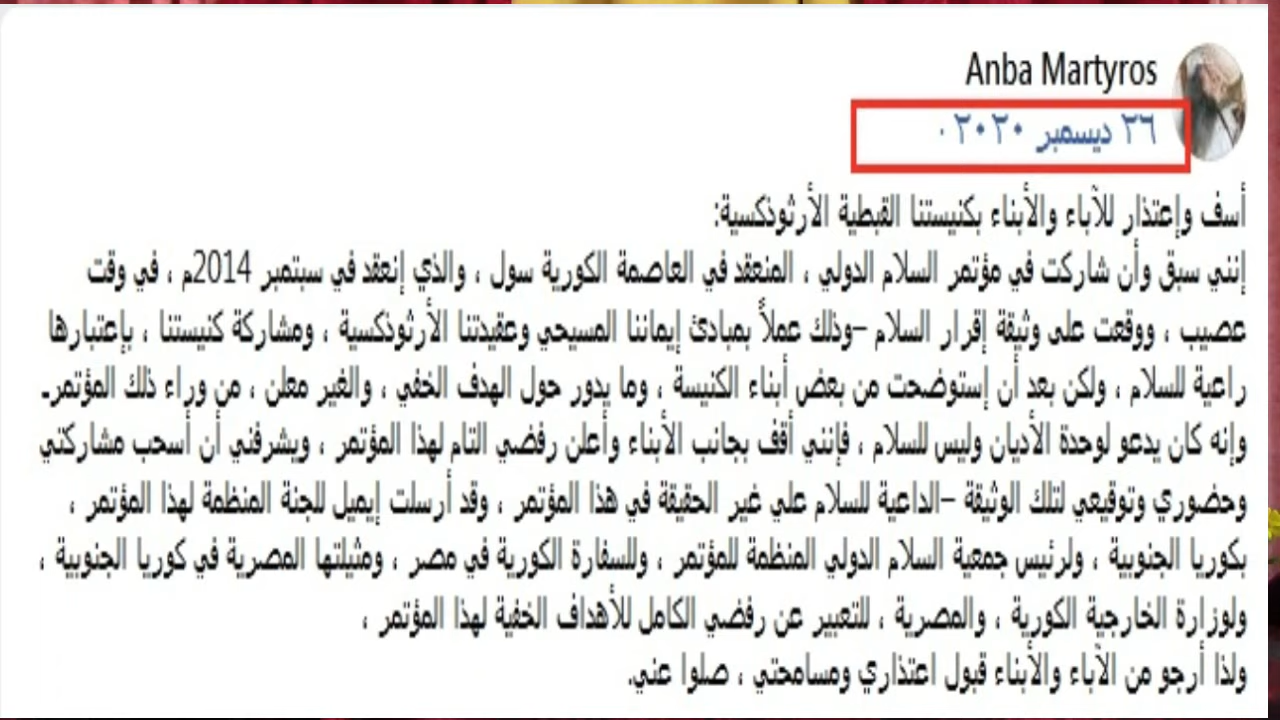 Anba Martyros
٢٦ ديسمبر ٢٠٢٠ ·
أسف وإعتذار للآباء والأبناء بكنيستنا القبطية الأرثوذكسية:
إنني سبق وأن شاركت في مؤتمر السلام الدولي ، المنعقد في العاصمة الكورية سول ، والذي إنعقد في سبتمبر 2014م ، في وقت
عصيب ، ووقعت على وثيقة إقرار السلام –وذلك عملاً بمبادئ إيماننا المسيحي وعقيدتنا الأرثوذكسية ، ومشاركة كنيستنا ، بإعتبارها
راعية للسلام ، ولكن بعد أن إستوضحت من بعض أبناء الكنيسة ، وما يدور حول الهدف الخفي ، والغير معلن ، من وراء ذلك المؤتمرـ
وإنه كان يدعو لوحدة الأديان وليس للسلام ، فإنني أقف بجانب الأبناء وأعلن رفضي التام لهذا المؤتمر ، ويشرفني أن أسحب مشاركتي
وحضوري وتوقيعي لتلك الوثيقة –الداعية للسلام علي غير الحقيقة في هذا المؤتمر ، وقد أرسلت إيميل للجنة المنظمة لهذا المؤتمر ،
بكوريا الجنوبية ، ولرئيس جمعية السلام الدولي المنظمة للمؤتمر ، وللسفارة الكورية في مصر ، ومثيلتها المصرية في كوريا الجنوبية ،
ولوزارة الخارجية الكورية ، والمصرية ، للتعبير عن رفضي الكامل للأهداف الخفية لهذا المؤتمر ،
ولذا أرجو من الآباء والأبناء قبول اعتذاري ومسامحتي ، صلوا عني.